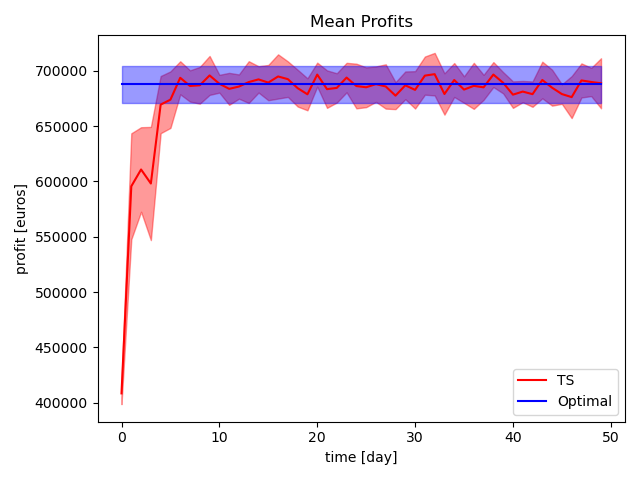 Mean Profits
profit [euros]
700000
650000
600000
550000
500000
450000
400000
0 10 20 30 40 50
time [day]
TS
Optimal